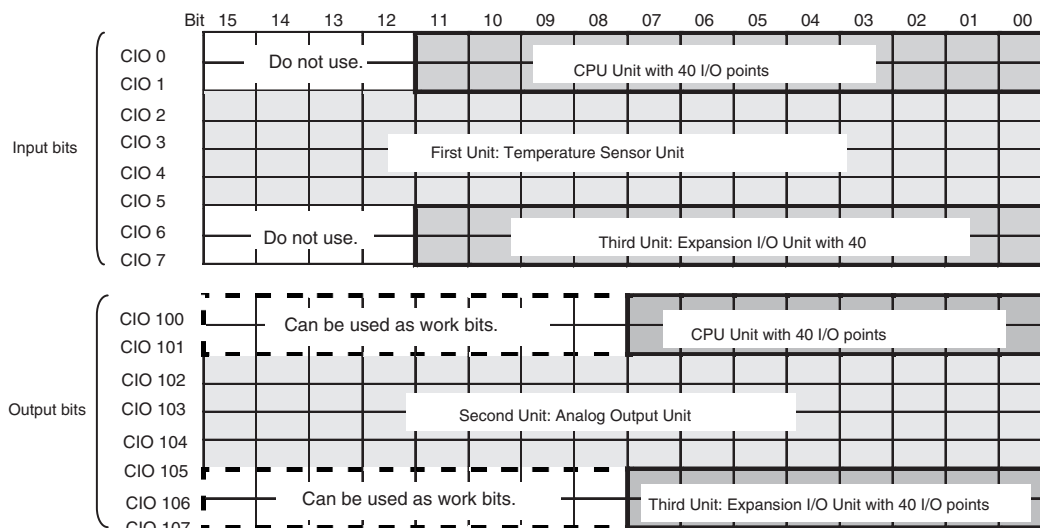 Bit 15 14 13 12 11 10 09 08 07 06 05 04 03 02 01 00
Input bits
CIO 0
CIO 1
CIO 2
CIO 3
CIO 4
CIO 5
CIO 6
CIO 7
Do not use.
CPU Unit with 40 I/O points
First Unit: Temperature Sensor Unit
Do not use.
Third Unit: Expansion I/O Unit with 40
Output bits
CIO 100
CIO 101
CIO 102
CIO 103
CIO 104
CIO 105
CIO 106
CIO 107
Can be used as work bits.
CPU Unit with 40 I/O points
Second Unit: Analog Output Unit
Can be used as work bits.
Third Unit: Expansion I/O Unit with 40 I/O points